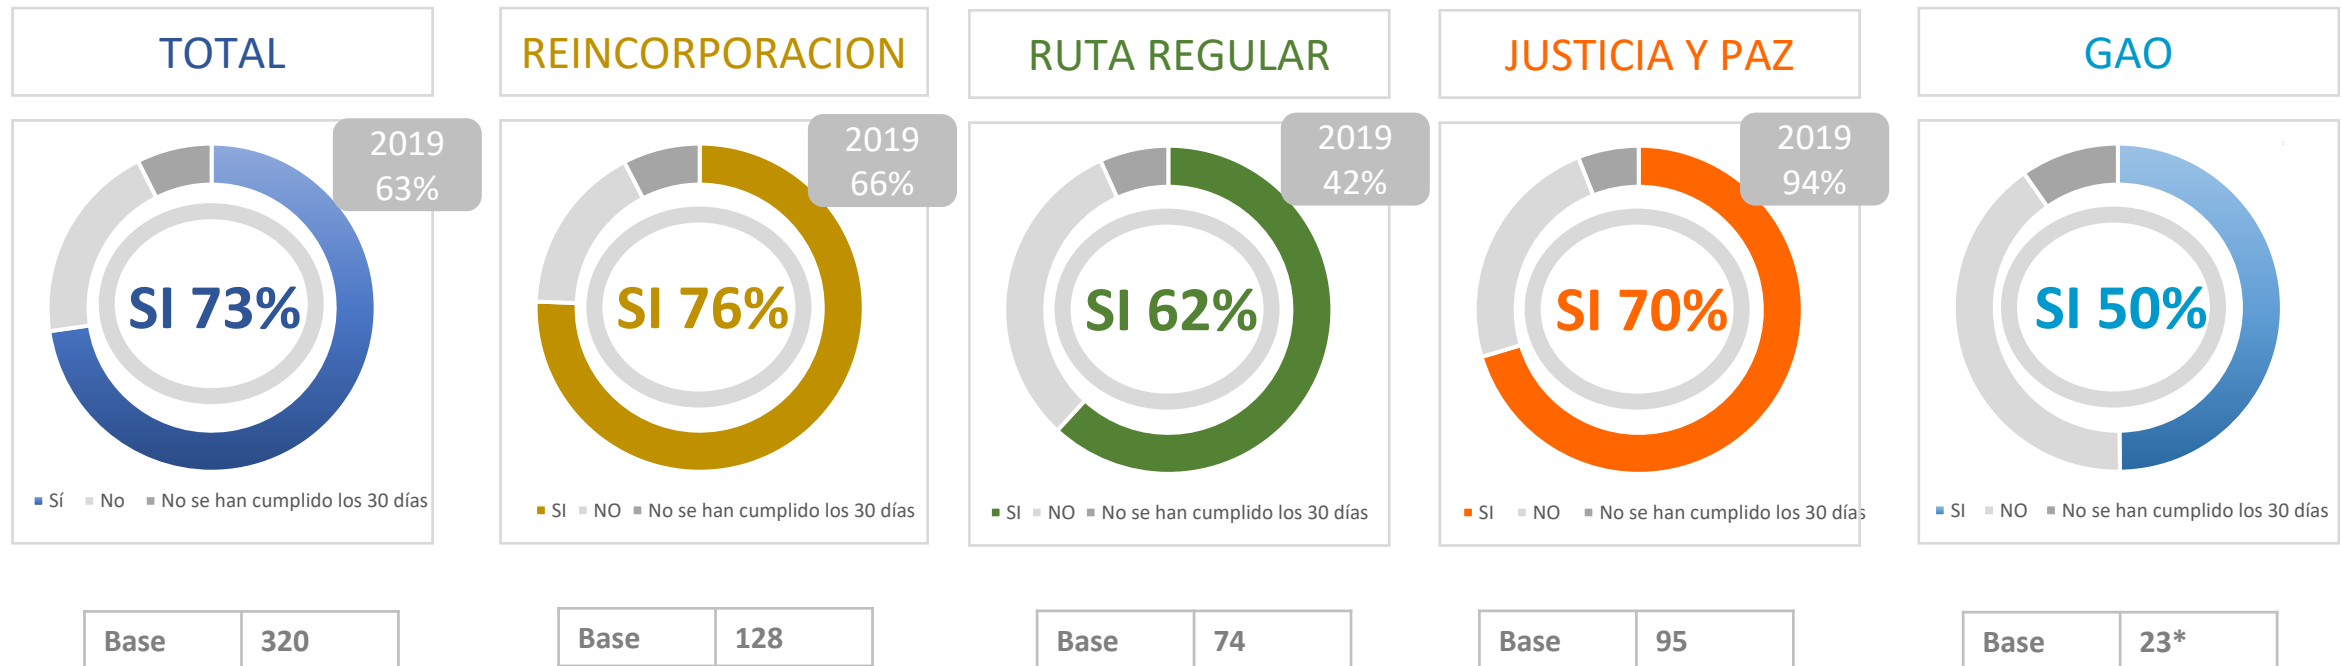 TOTAL
2019
63%
SI 73%
Sí No No se han cumplido los 30 días
Base 320
REINCORPORACION
2019
66%
SI 76%
SI NO No se han cumplido los 30 días
Base 128
RUTA REGULAR
2019
42%
SI 62%
SI NO No se han cumplido los 30 días
Base 74
JUSTICIA Y PAZ
2019
94%
SI 70%
SI NO No se han cumplido los 30 días
Base 95
GAO
SI 50%
SI NO No se han cumplido los 30 días
Base 23*